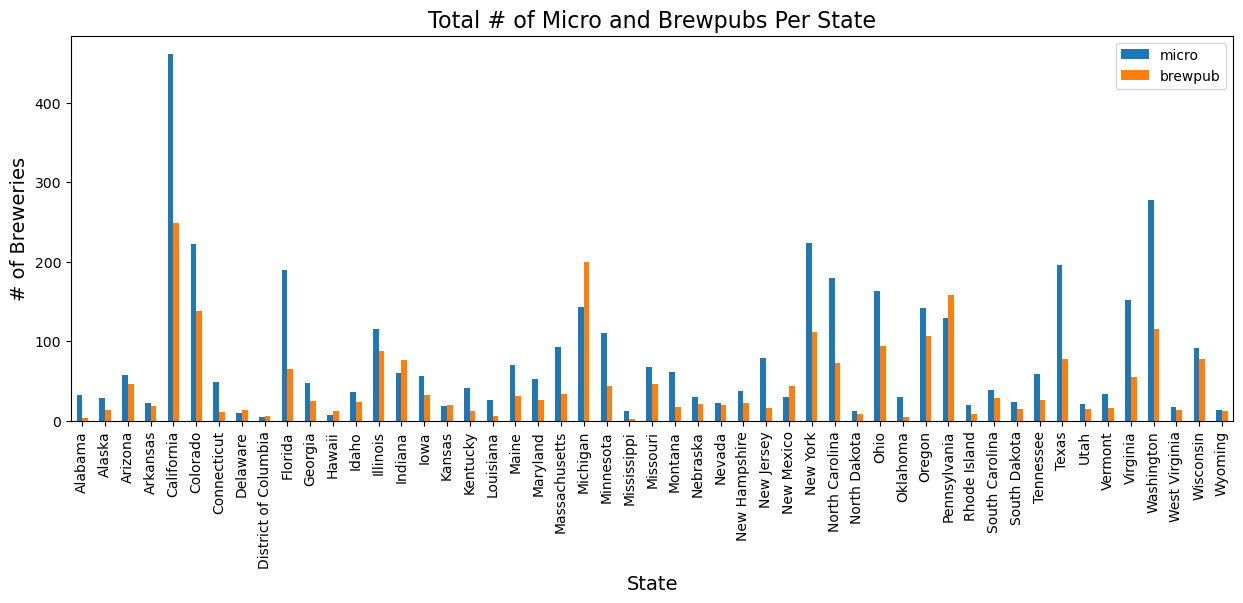 Total # of Micro and Brewpubs Per State
micro
brewpub
# of Breweries
400
300
200
100
0
Alabama
Alaska
Arizona
Arkansas
California
Colorado
Connecticut
Delaware
District of Columbia
Florida
Georgia
Hawaii
Idaho
Illinois
Indiana
Iowa
Kansas
Kentucky
Louisiana
Maine
Maryland
Massachusetts
Michigan
Minnesota
Mississippi
Missouri
Montana
Nebraska
Nevada
New Hampshire
New Jersey
New Mexico
New York
North Carolina
North Dakota
Ohio
Oklahoma
Oregon
Pennsylvania
Rhode Island
South Carolina
South Dakota
Tennessee
Texas
Utah
Vermont
Virginia
Washington
West Virginia
Wisconsin
Wyoming
State